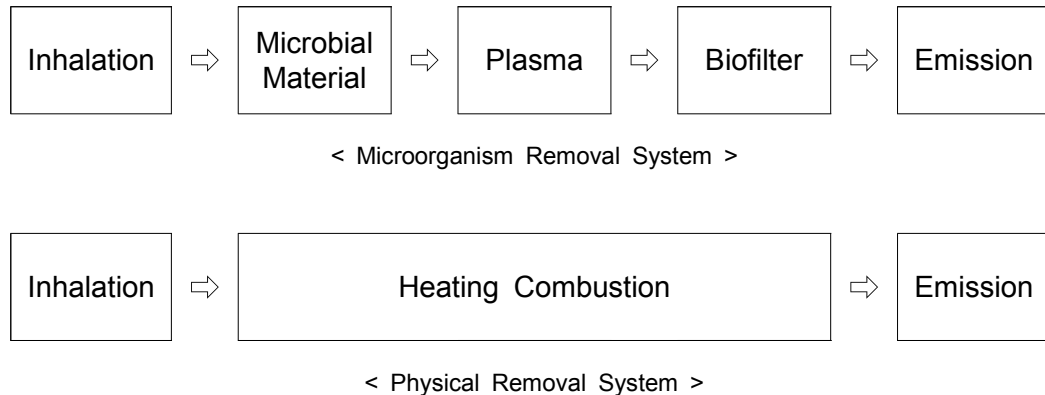 Inhalation
Microbial
Material
Plasma
Biofilter
Emission
< Microorganism Removal System >
Inhalation
Heating Combustion
Emission
< Physical Removal System >